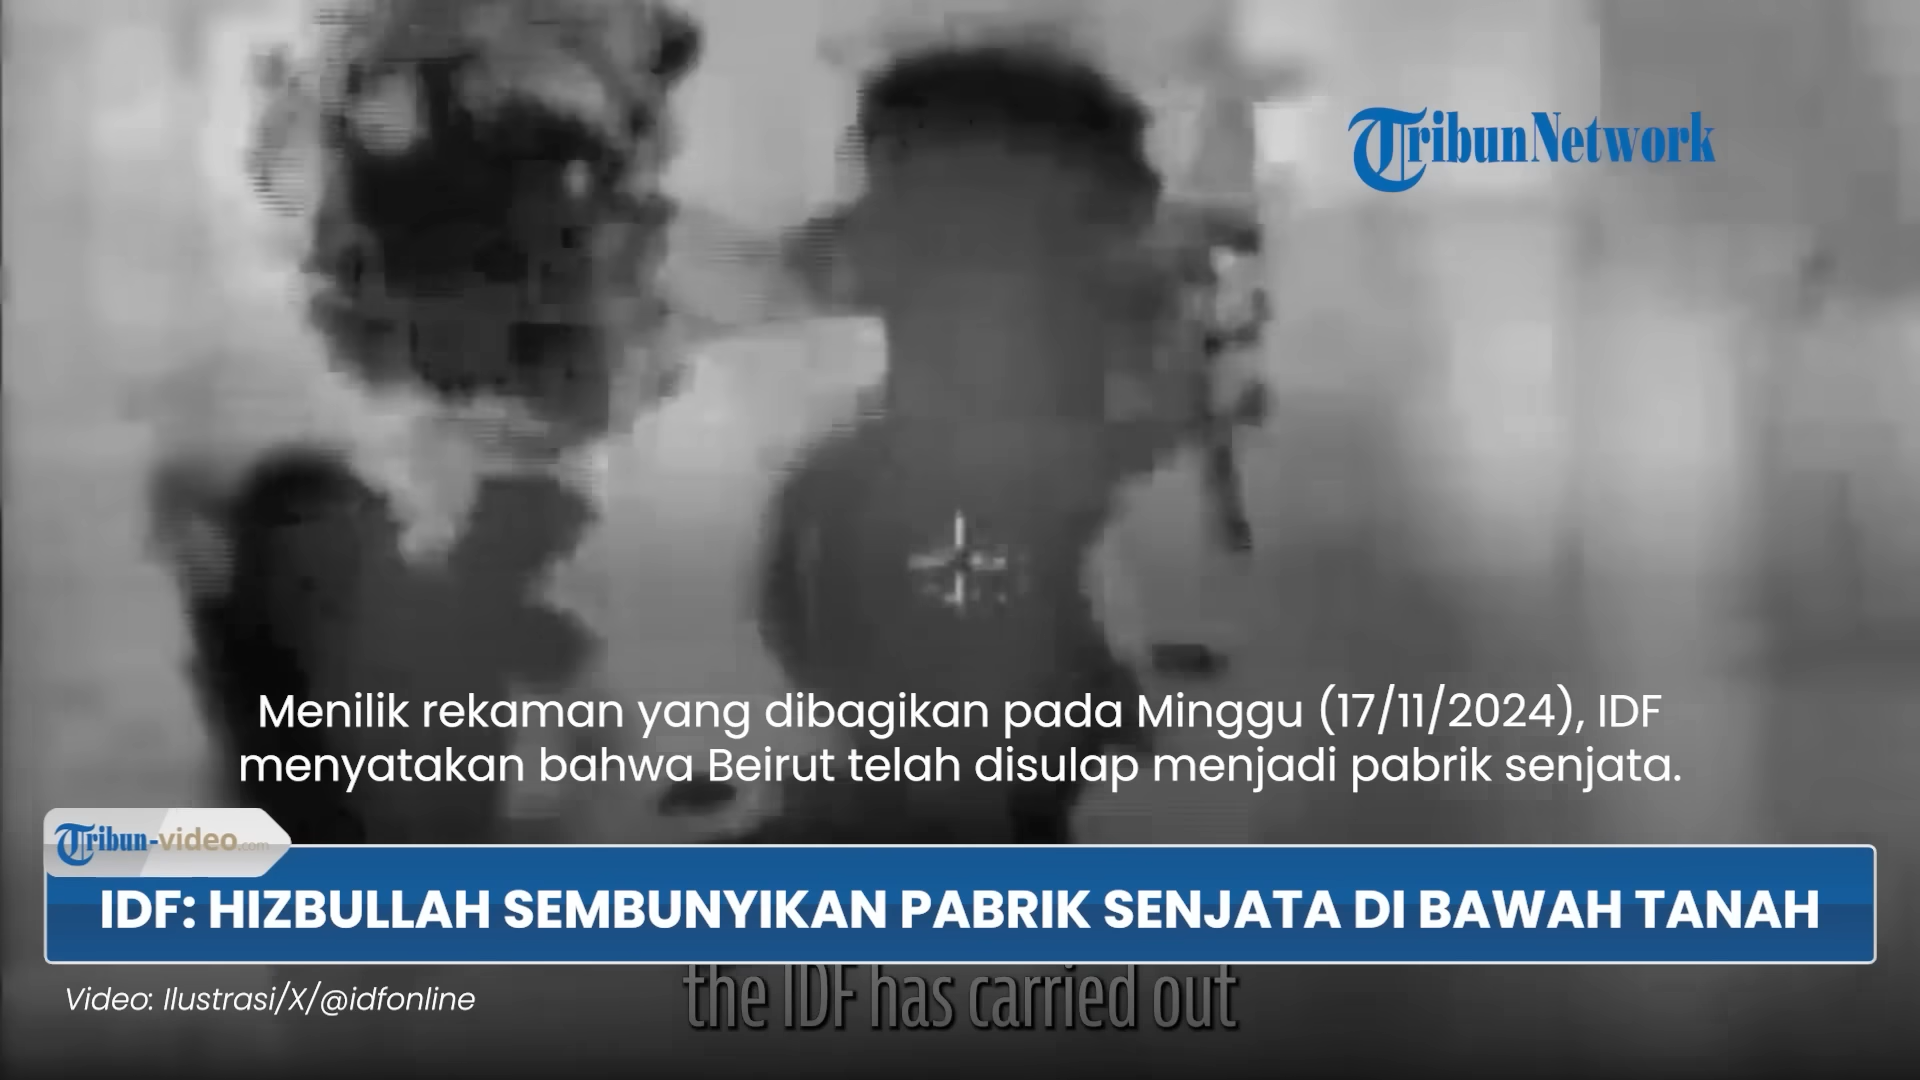 TribunNetwork
Menilik rekaman yang dibagikan pada Minggu (17/11/2024), IDF
menyatakan bahwa Beirut telah disulap menjadi pabrik senjata.
Tribun-video.com
IDF: HIZBULLAH SEMBUNYIKAN PABRIK SENJATA DI BAWAH TANAH
the IDF has carried out
Video: Ilustrasi/X/@idfonline